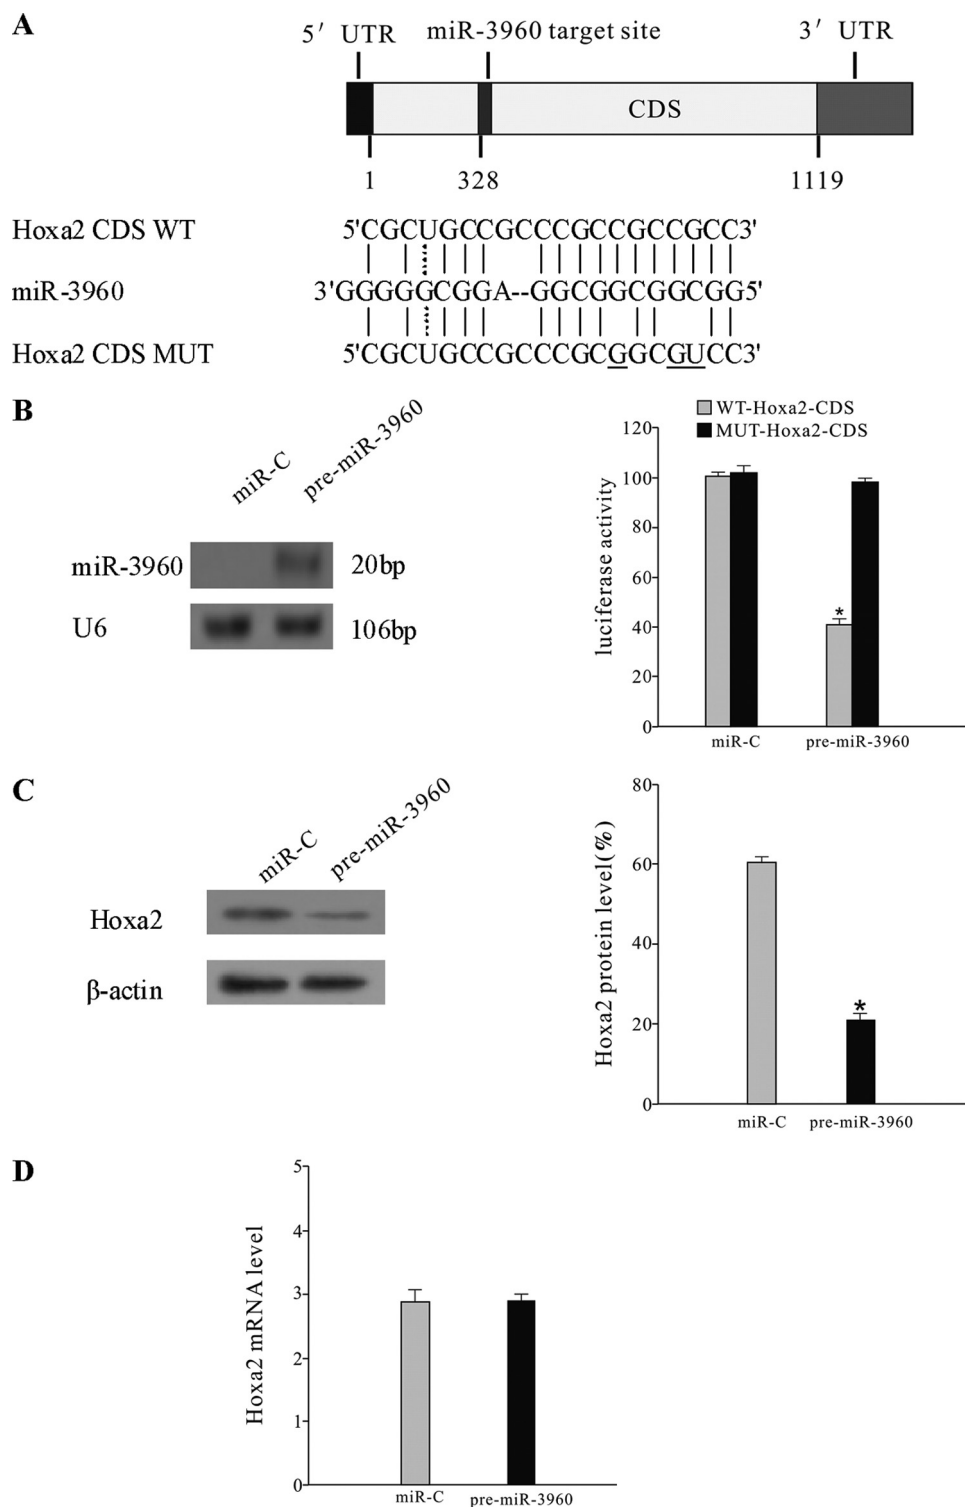 A
5′ UTR
miR-3960 target site
3′ UTR
CDS
1
328
1119
Hoxa2 CDS WT
5'CGCUGCCGCCCGCCGCCGCC3'
miR-3960
3'GGGGGCGGA--GGCGGCGGCGG5'
Hoxa2 CDS MUT
5'CGCUGCCGCCCGCGGCGUCC3'
B
miR-C
pre-miR-3960
miR-3960
20bp
U6
106bp
WT-Hoxa2-CDS
MUT-Hoxa2-CDS
luciferase activity
120
100
80
60
40
20
0
*
miR-C
pre-miR-3960
C
miR-C
pre-miR-3960
Hoxa2
β-actin
Hoxa2 protein level(%)
80
60
40
20
0
*
miR-C
pre-miR-3960
D
Hoxa2 mRNA level
5
4
3
2
1
0
miR-C
pre-miR-3960